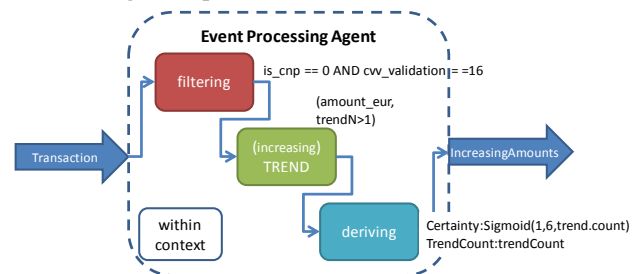 Event Processing Agent
filtering
is_cnp == 0 AND cvv_validation = =16
(amount_eur,
trendN>1)
Transaction
(increasing)
TREND
IncreasingAmounts
within
context
deriving
Certainty:Sigmoid(1,6,trend.count)
TrendCount:trendCount